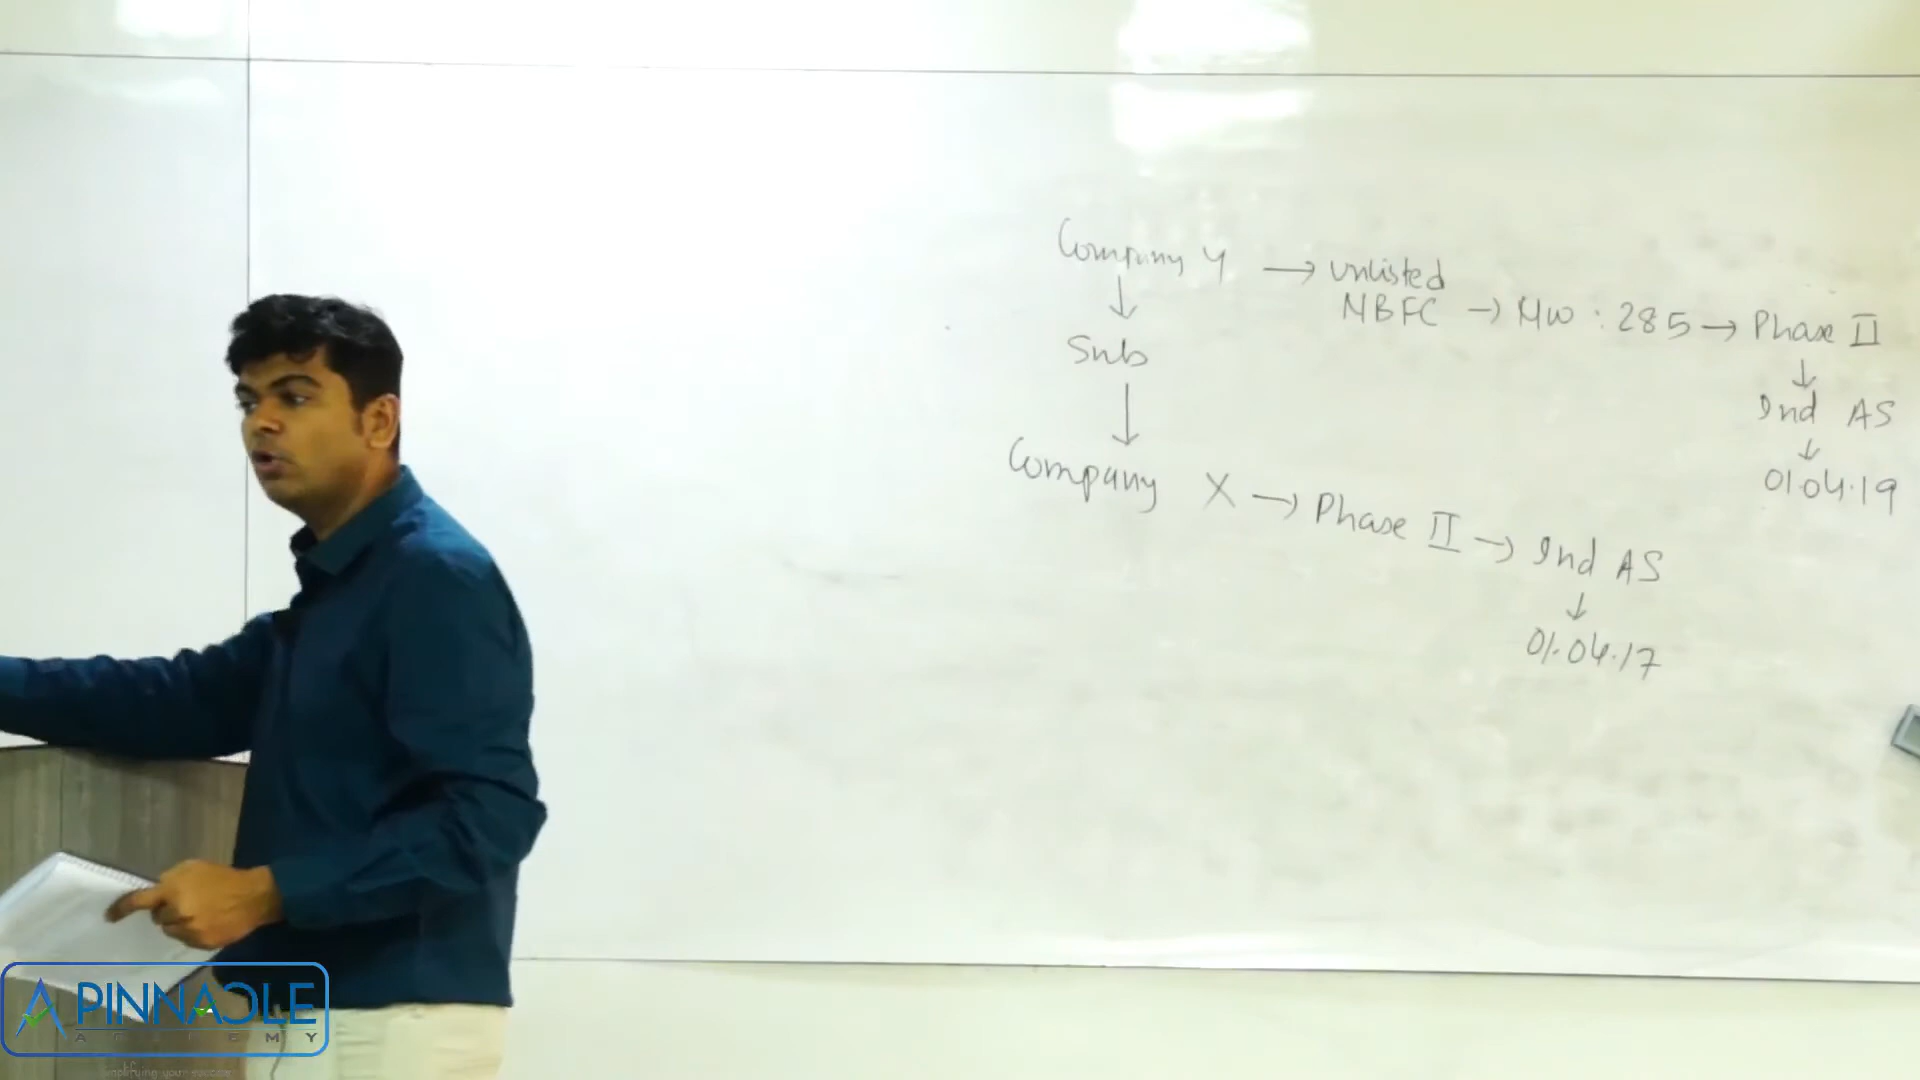 Company Y → unlisted
NBFC → NW : 285 → Phase II
↓
Sub
↓
Ind AS
↓
01.04.19
↓
Company X → Phase II → Ind AS
↓
01.04.17
PINNACLE
ACADEMY